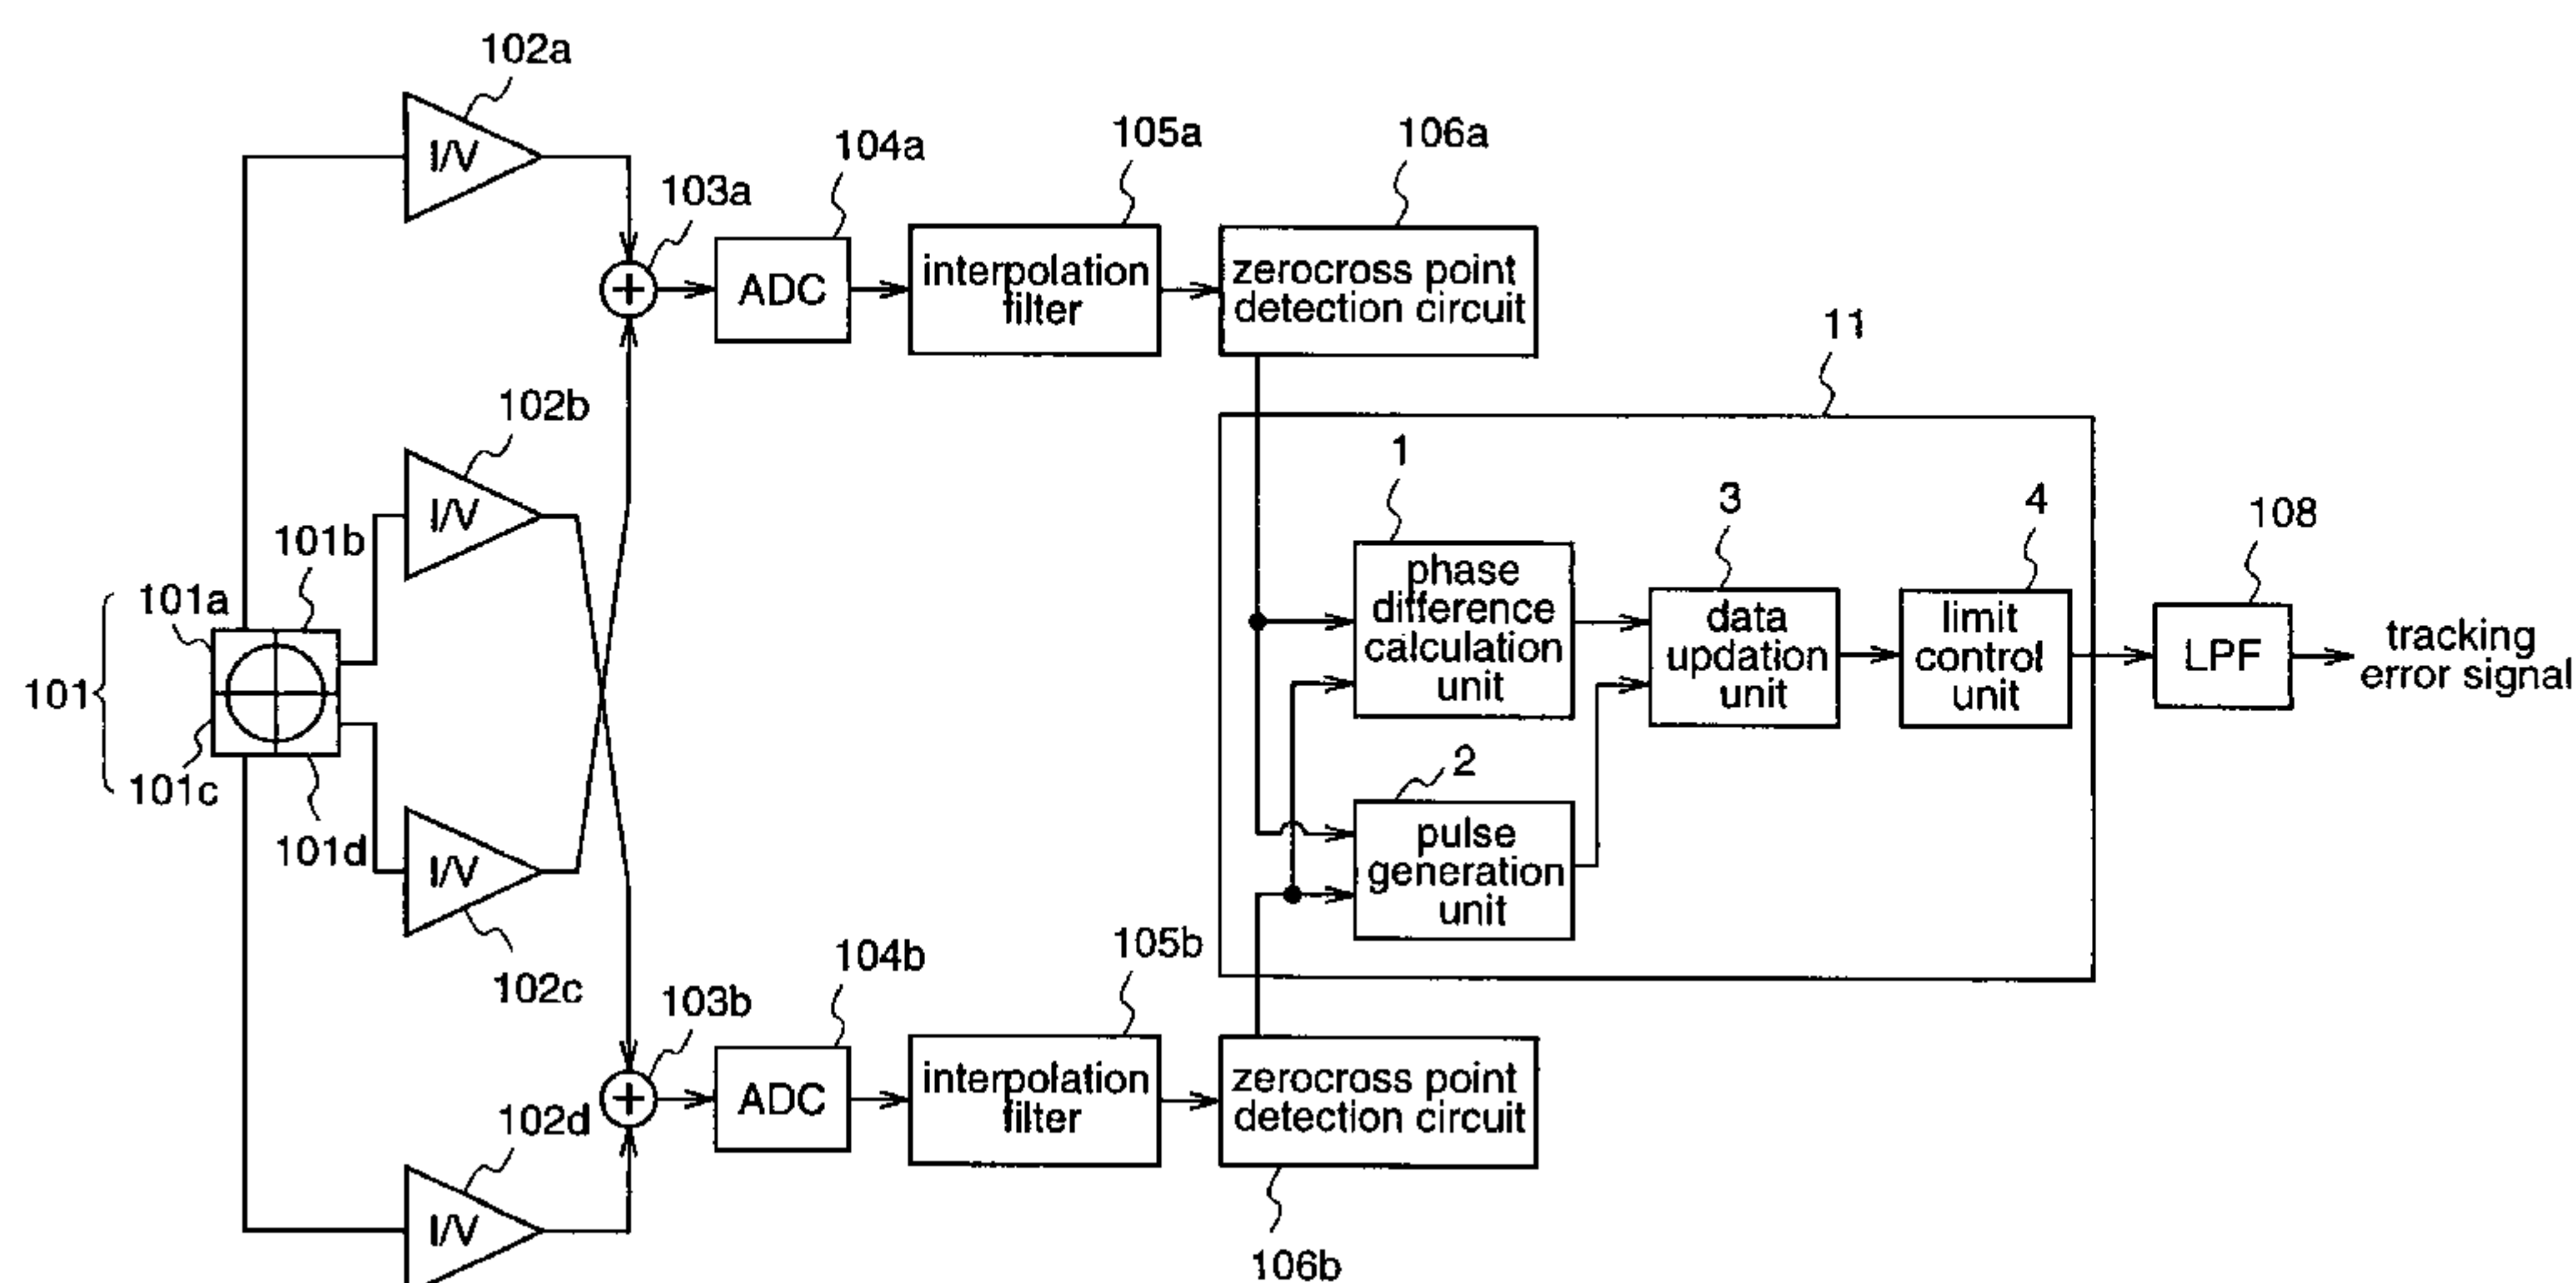 102a
I/V
103a
104a
ADC
105a
interpolation
filter
106a
zerocross point
detection circuit
11
102b
I/V
101b
101a
101
101c
101d
I/V
102c
1
phase
difference
calculation
unit
2
pulse
generation
unit
3
data
updation
unit
4
limit
control
unit
108
LPF
tracking
error signal
102d
I/V
103b
104b
ADC
105b
interpolation
filter
zerocross point
detection circuit
106b